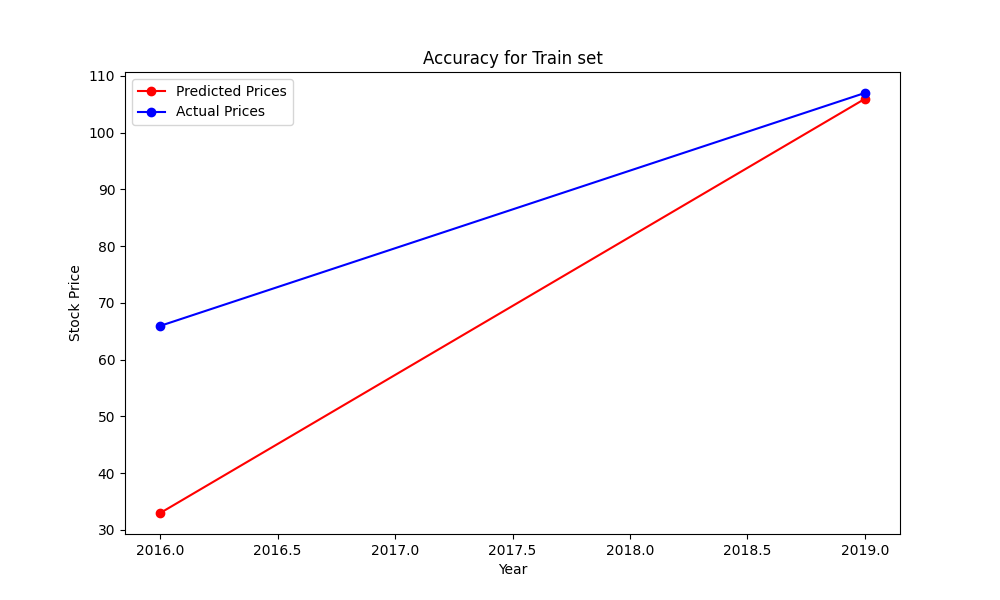 Accuracy for Train set
Predicted Prices
Actual Prices
110
100
90
80
70
60
50
40
30
Stock Price
2016.0 2016.5 2017.0 2017.5 2018.0 2018.5 2019.0
Year